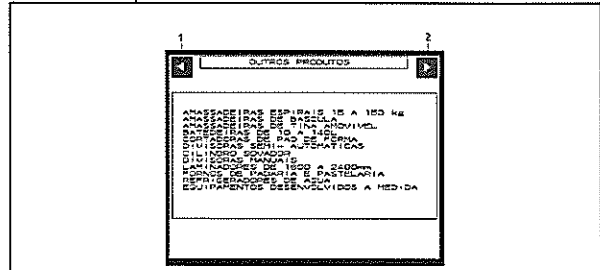 1 2
OUTROS PRODUTOS
AMASSADEIRAS ESPIRAIS 15 A 150 kg
AMASSADEIRAS DE BASCULA
AMASSADEIRAS DE TINA AMOVIVEL
BATEDEIRAS DE 10 A 140L
CORTADORAS DE PAO DE FORMA
DIVISORAS SEMI- AUTOMATICAS
CILINDRO SOVADOR
DIVISORAS MANUAIS
LAMINADORES DE 1600 A 2400mm
FORNOS DE PADARIA E PASTELARIA
REFRIGERADORES DE AGUA
EQUIPAMENTOS DESENVOLVIDOS A MEDIDA